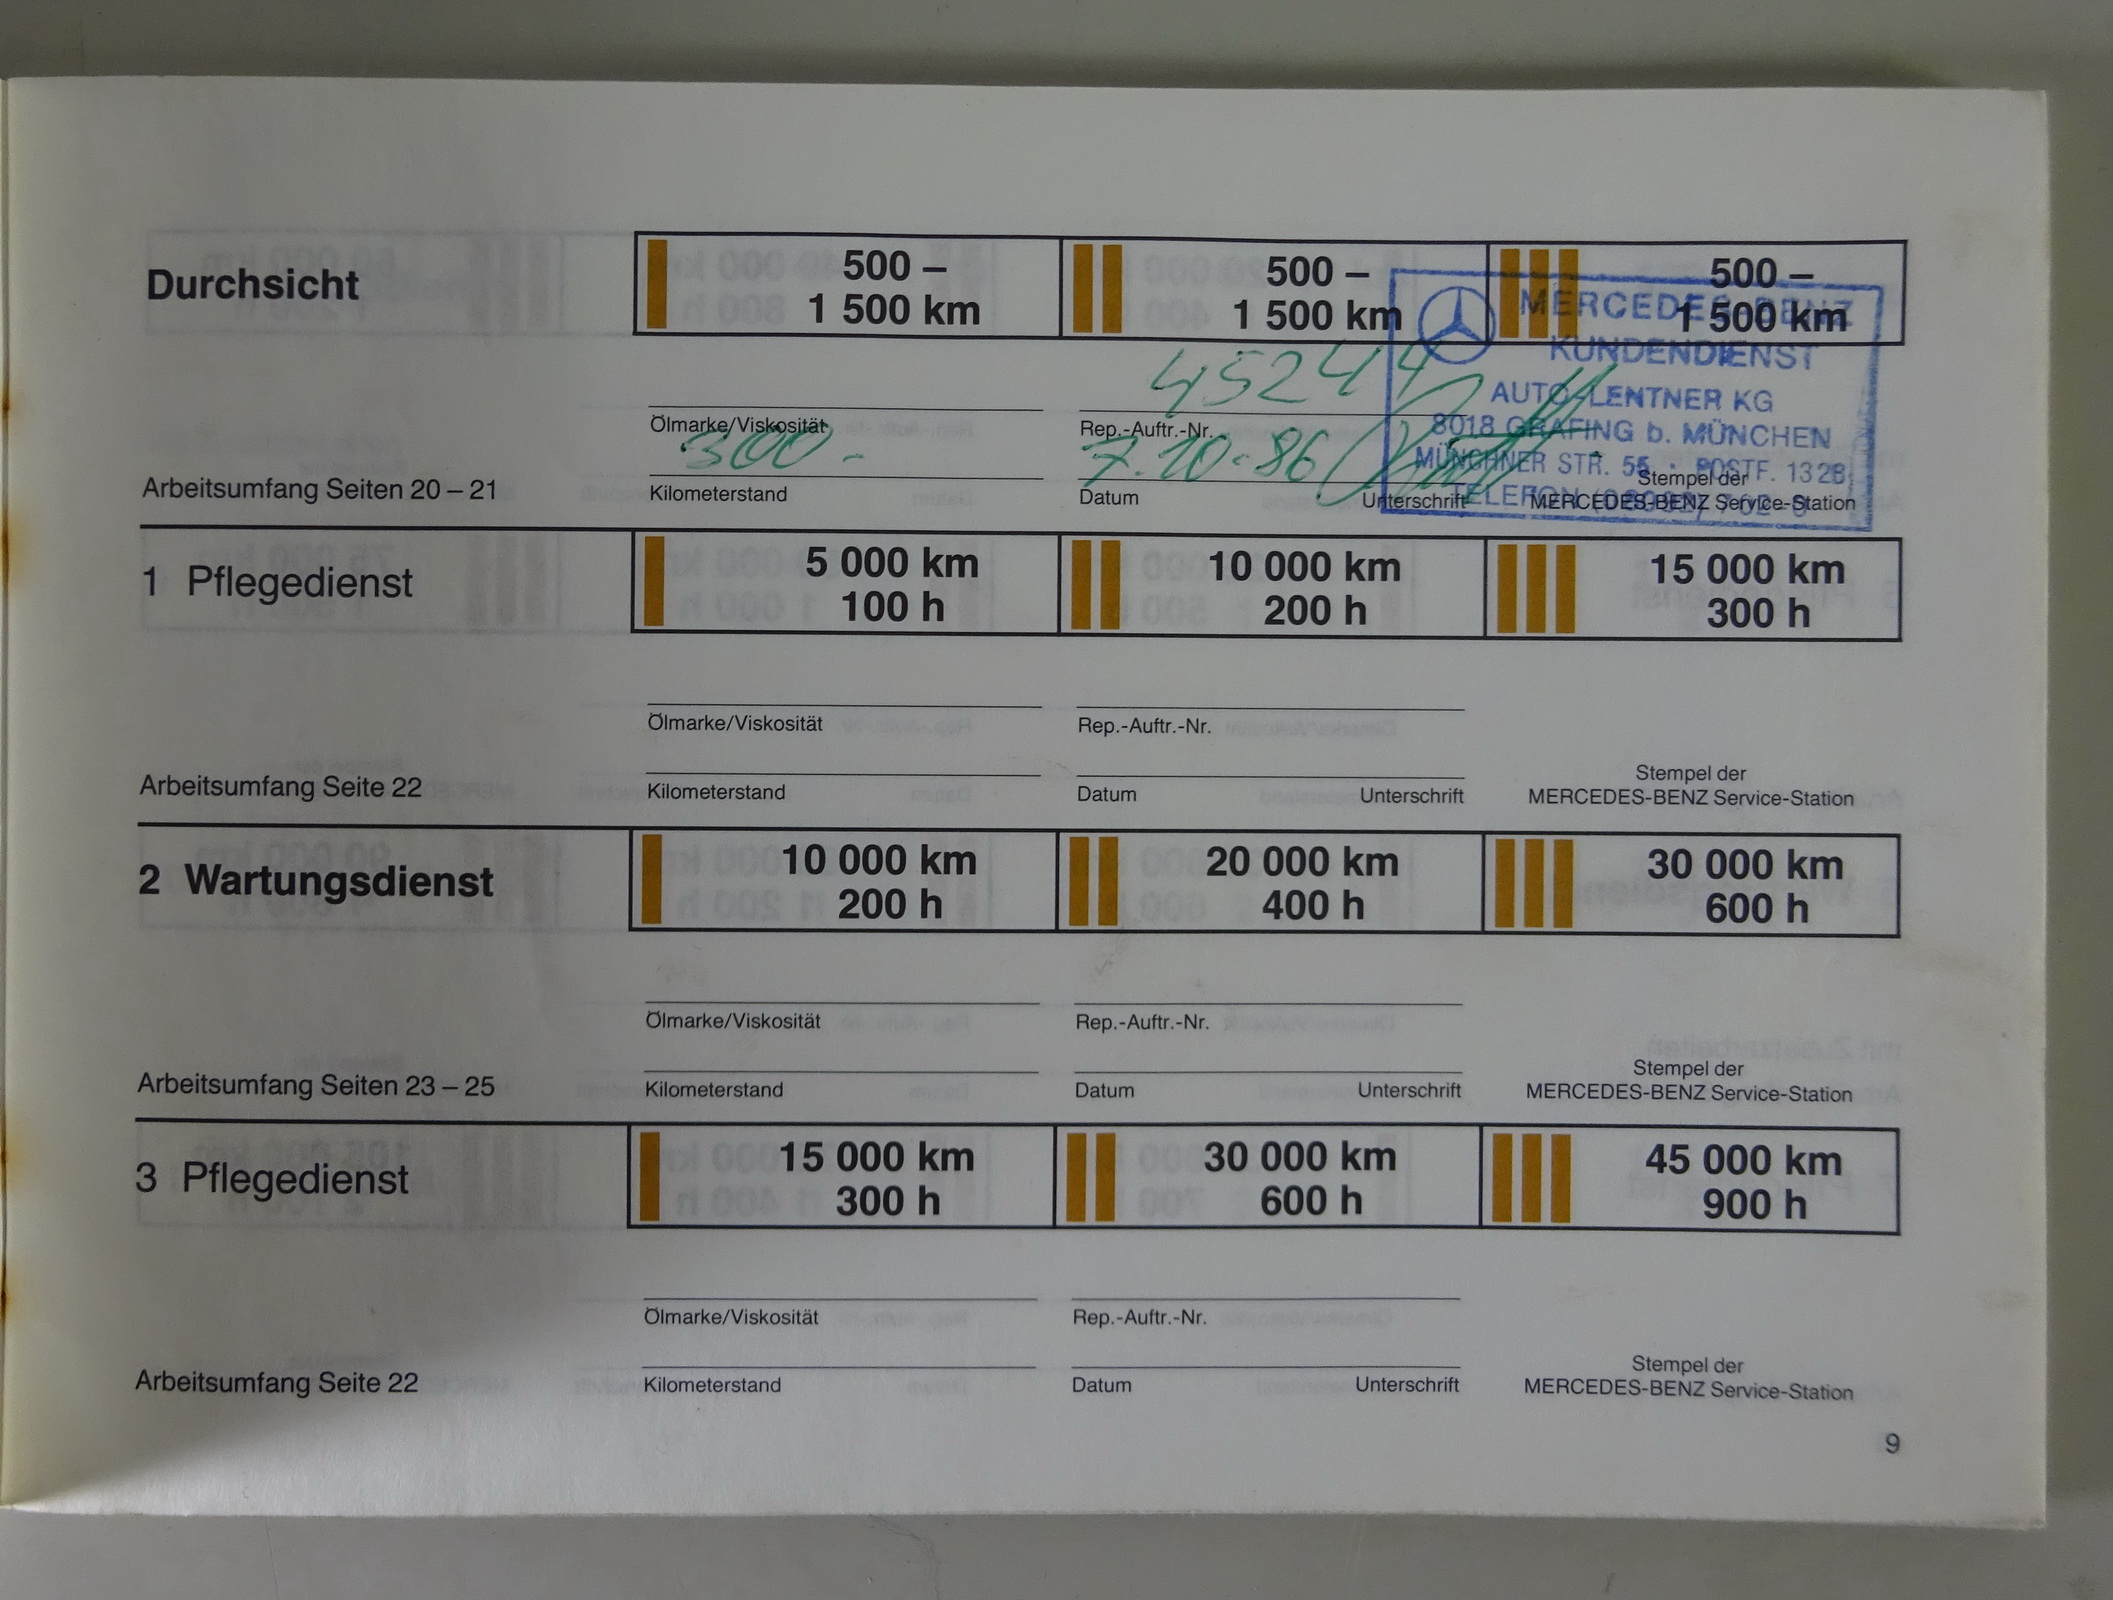 Durchsicht
500 –
1 500 km
500 –
1 500 km
500 –
1 500 km
MERCEDES-BENZ
KUNDENDIENST
AUTO-LENTNER KG
8018 GRAFING b. MÜNCHEN
MÜNCHNER STR. 55 · POSTF. 1328
TELEFON
45244
Ölmarke/Viskosität
Rep.-Auftr.-Nr.
300 -
7.10.86
Arbeitsumfang Seiten 20 – 21
Kilometerstand
Datum
Unterschrift
Stempel der
MERCEDES-BENZ Service-Station
1 Pflegedienst
5 000 km
100 h
10 000 km
200 h
15 000 km
300 h
Ölmarke/Viskosität
Rep.-Auftr.-Nr.
Arbeitsumfang Seite 22
Kilometerstand
Datum
Unterschrift
Stempel der
MERCEDES-BENZ Service-Station
2 Wartungsdienst
10 000 km
200 h
20 000 km
400 h
30 000 km
600 h
Ölmarke/Viskosität
Rep.-Auftr.-Nr.
Arbeitsumfang Seiten 23 – 25
Kilometerstand
Datum
Unterschrift
Stempel der
MERCEDES-BENZ Service-Station
3 Pflegedienst
15 000 km
300 h
30 000 km
600 h
45 000 km
900 h
Ölmarke/Viskosität
Rep.-Auftr.-Nr.
Arbeitsumfang Seite 22
Kilometerstand
Datum
Unterschrift
Stempel der
MERCEDES-BENZ Service-Station
9